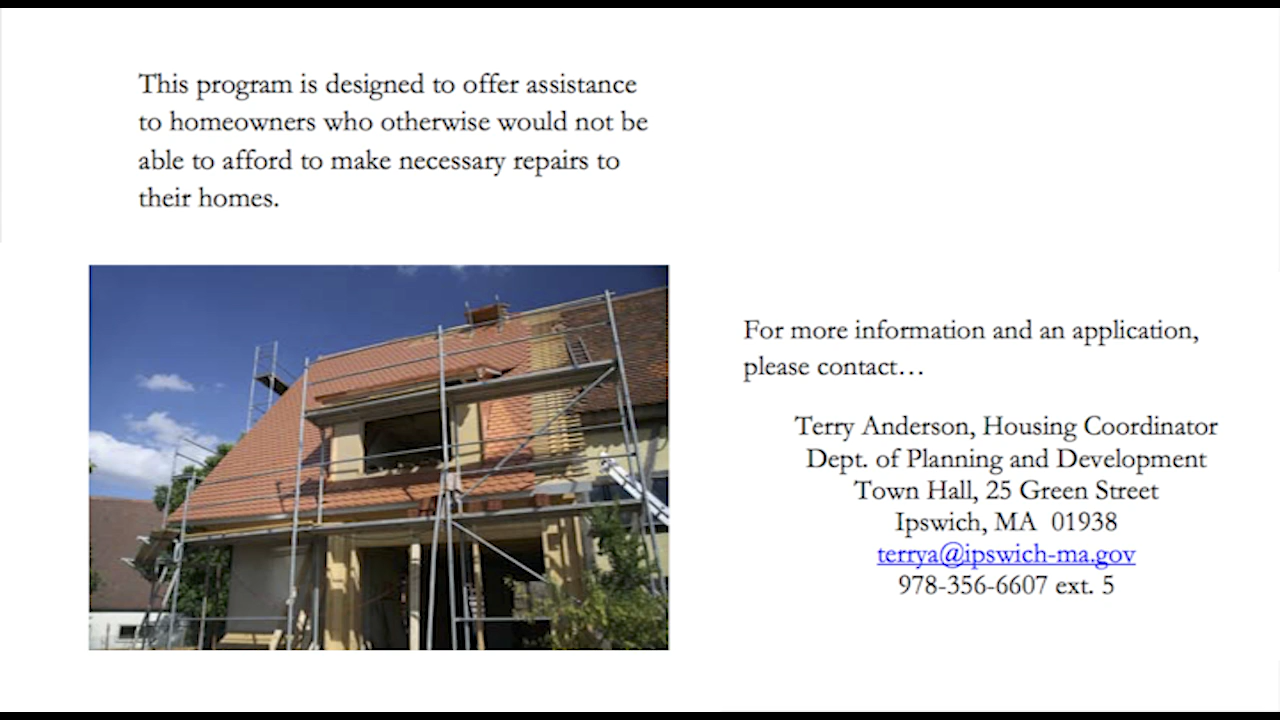 This program is designed to offer assistance
to homeowners who otherwise would not be
able to afford to make necessary repairs to
their homes.
For more information and an application,
please contact…
Terry Anderson, Housing Coordinator
Dept. of Planning and Development
Town Hall, 25 Green Street
Ipswich, MA  01938
terrya@ipswich-ma.gov
978-356-6607 ext. 5